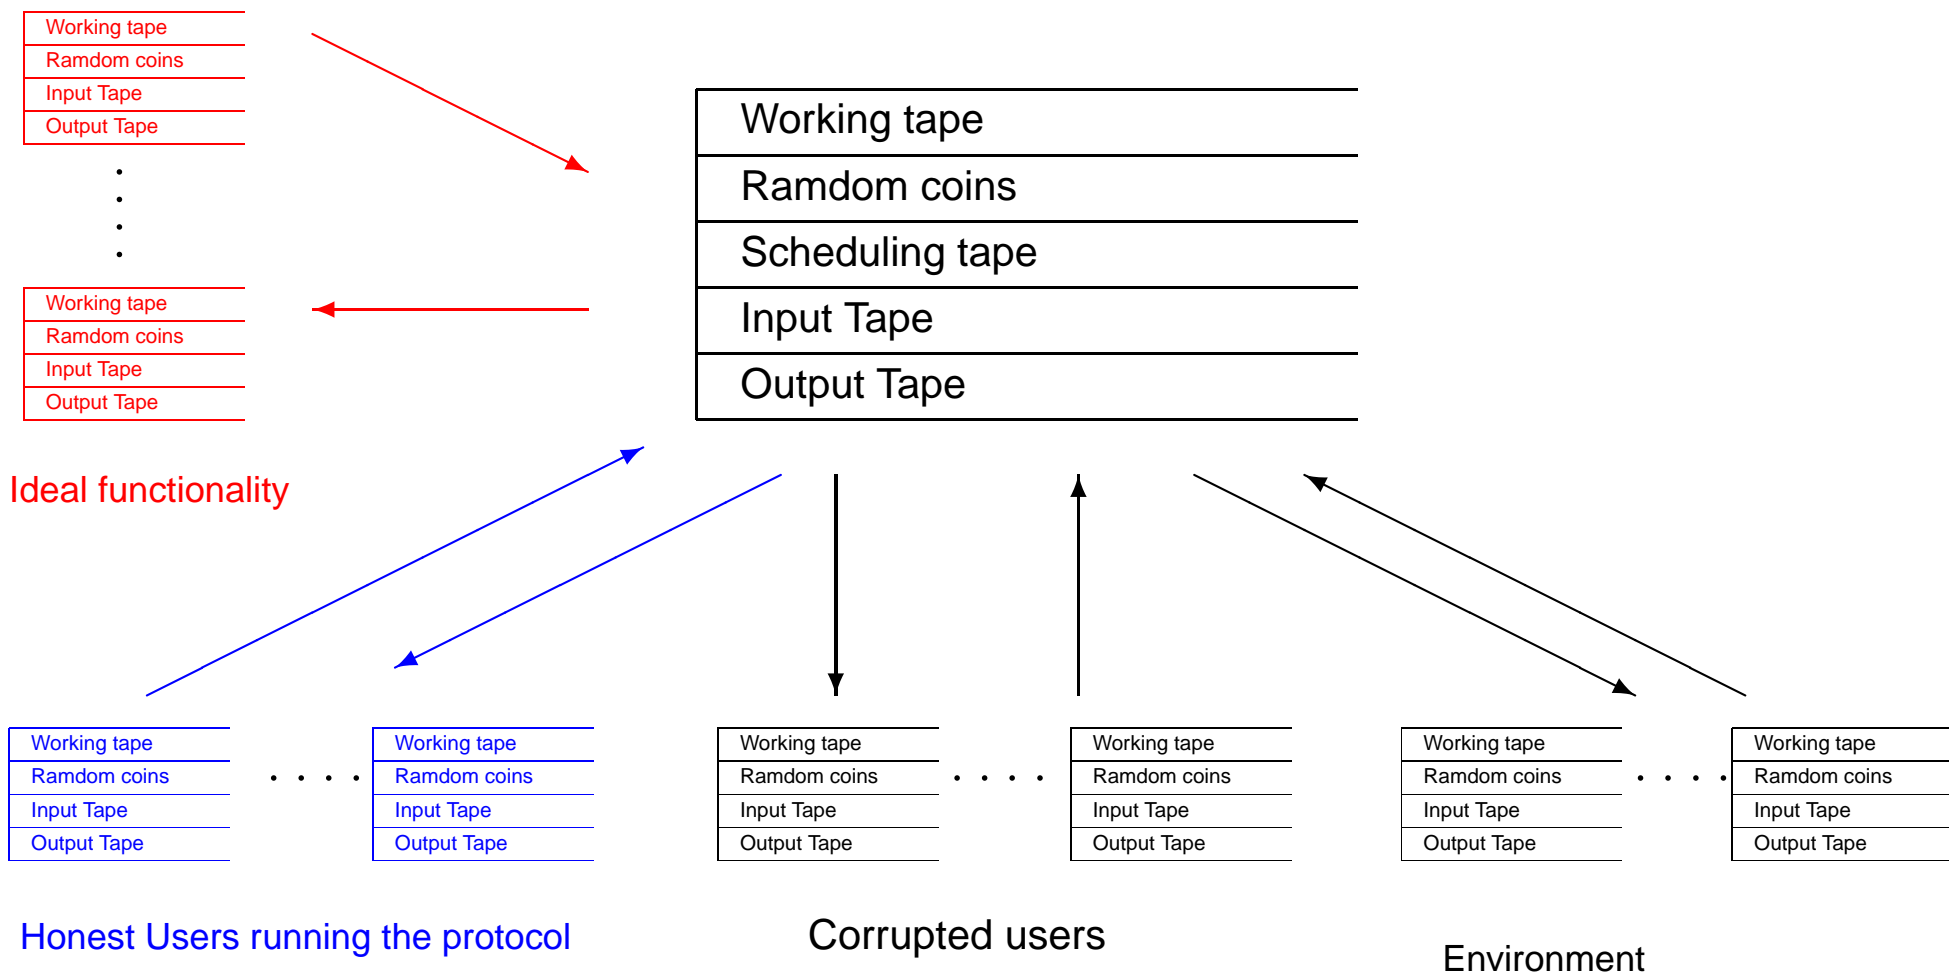 Working tape
Ramdom coins
Input Tape
Output Tape
Working tape
Ramdom coins
Input Tape
Output Tape
Ideal functionality
Working tape
Ramdom coins
Scheduling tape
Input Tape
Output Tape
Working tape
Ramdom coins
Input Tape
Output Tape
Working tape
Ramdom coins
Input Tape
Output Tape
Honest Users running the protocol
Working tape
Ramdom coins
Input Tape
Output Tape
Working tape
Ramdom coins
Input Tape
Output Tape
Corrupted users
Working tape
Ramdom coins
Input Tape
Output Tape
Working tape
Ramdom coins
Input Tape
Output Tape
Environment